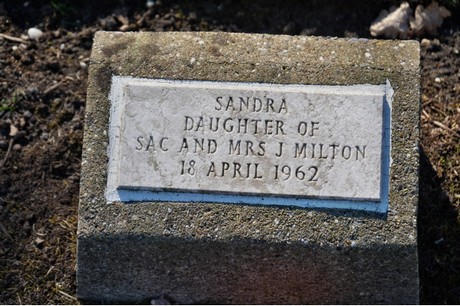 SANDRA
DAUGHTER OF
SAC AND MRS J MILTON
18 APRIL 1962